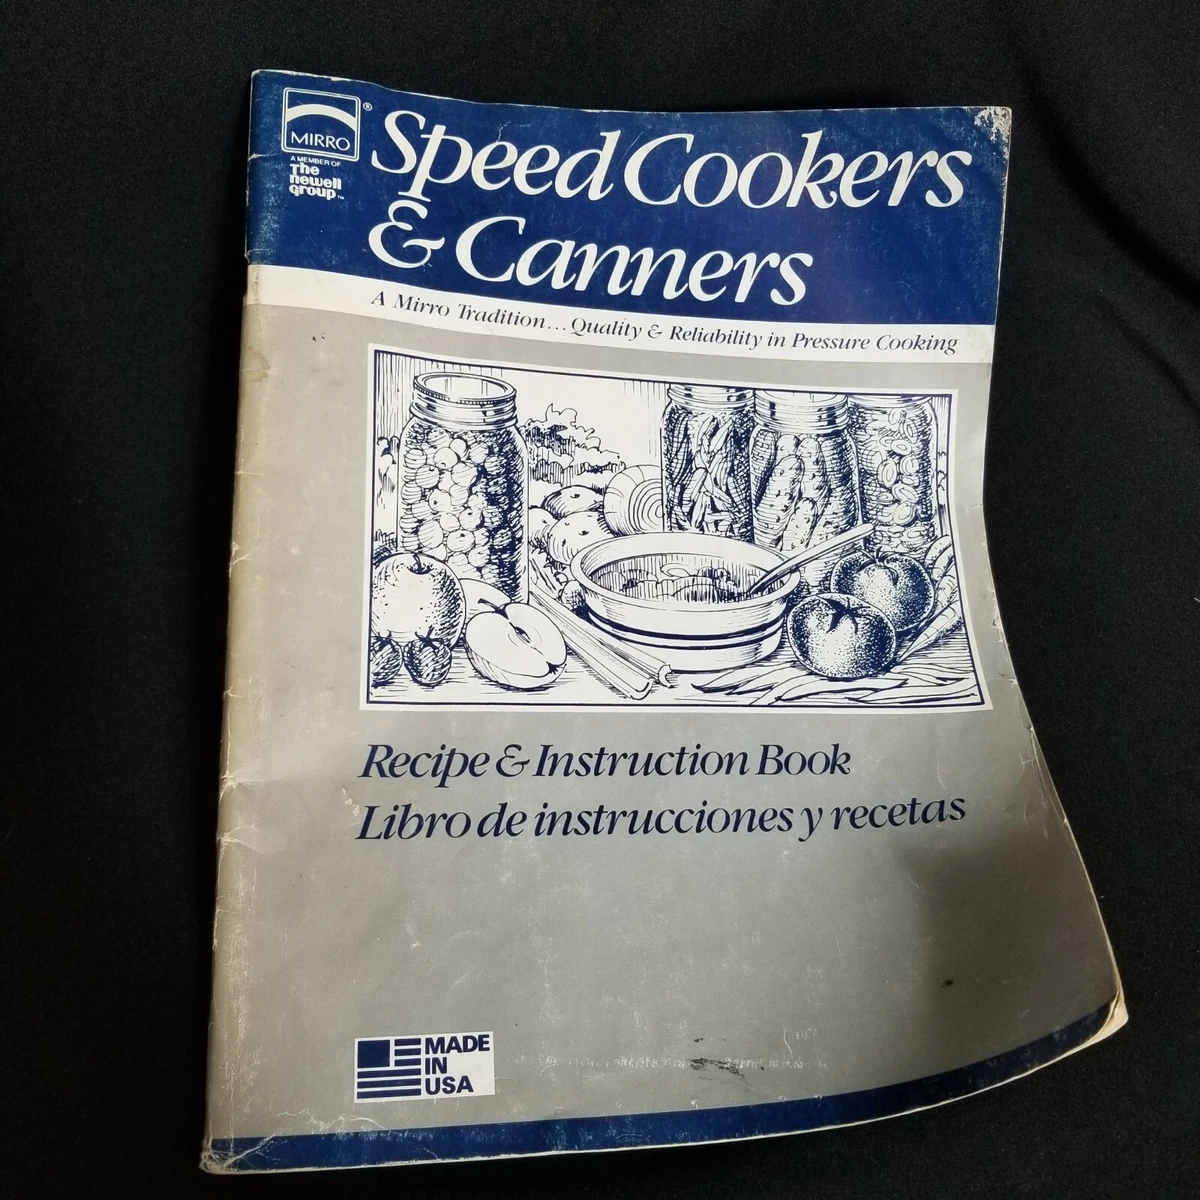 MIRRO®
A MEMBER OF
The
newell
group™
Speed Cookers
& Canners
A Mirro Tradition...Quality & Reliability in Pressure Cooking
Recipe & Instruction Book
Libro de instrucciones y recetas
MADE
IN
USA